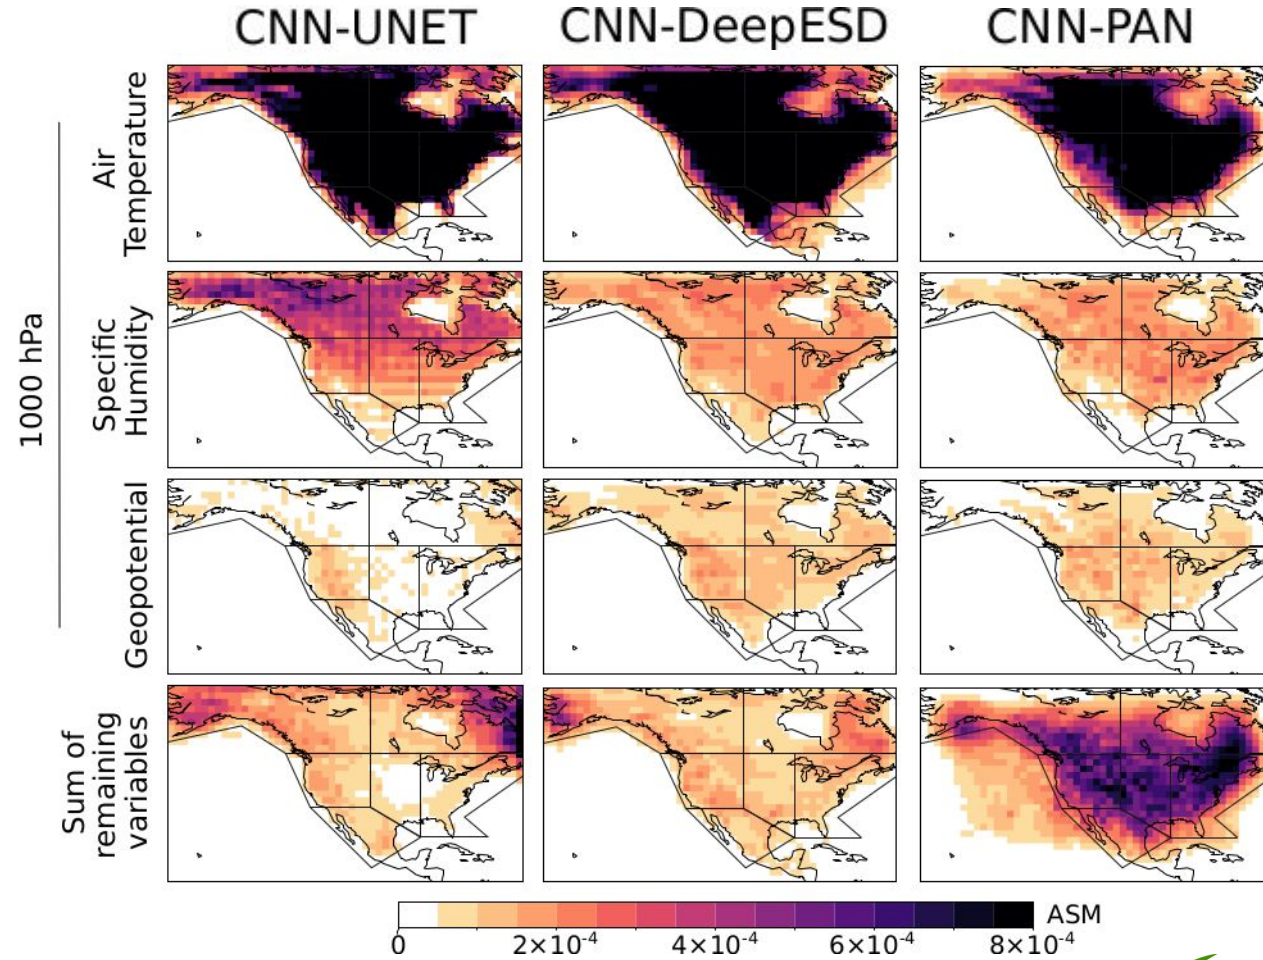 CNN-UNET CNN-DeepESD CNN-PAN
1000 hPa
Air
Temperature
Specific
Humidity
Geopotential
Sum of
remaining
variables
ASM
0 2×10⁻⁴ 4×10⁻⁴ 6×10⁻⁴ 8×10⁻⁴